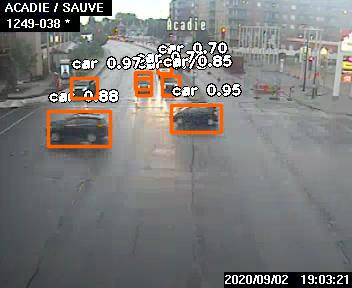 ACADIE / SAUVE
1249-038 *
Acadie
car 0.70
car 0.97
car 0.85
car 0.88
car 0.95
2020/09/02 19:03:21